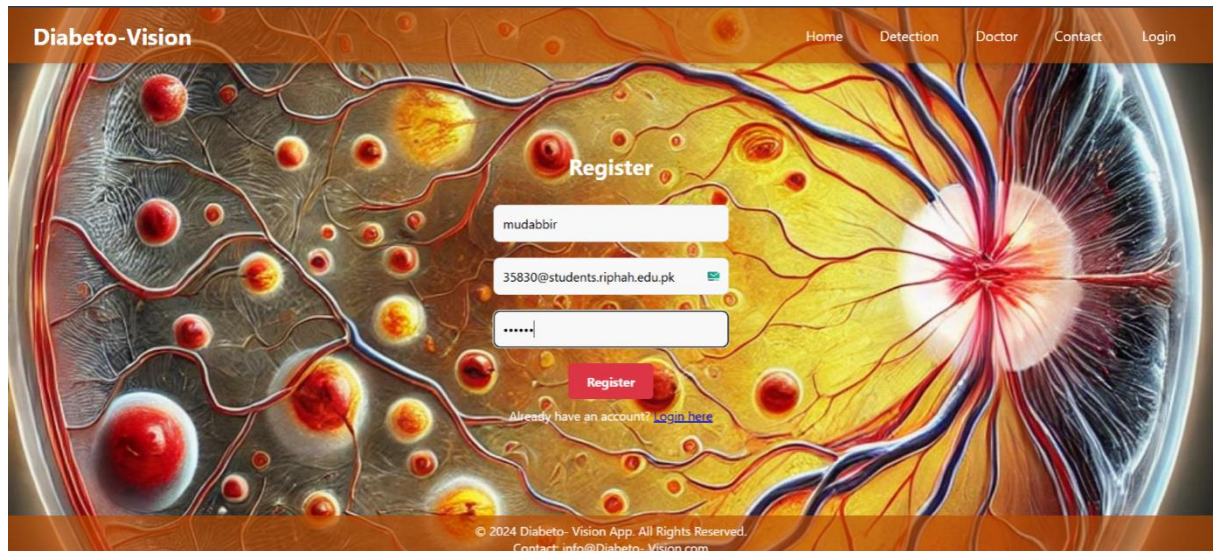 Diabeto-Vision Home Detection Doctor Contact Login
Register
mudabbir
35830@students.riphah.edu.pk
••••••
Register
Already have an account? Login here
© 2024 Diabeto- Vision App. All Rights Reserved.
Contact: info@Diabeto- Vision.com